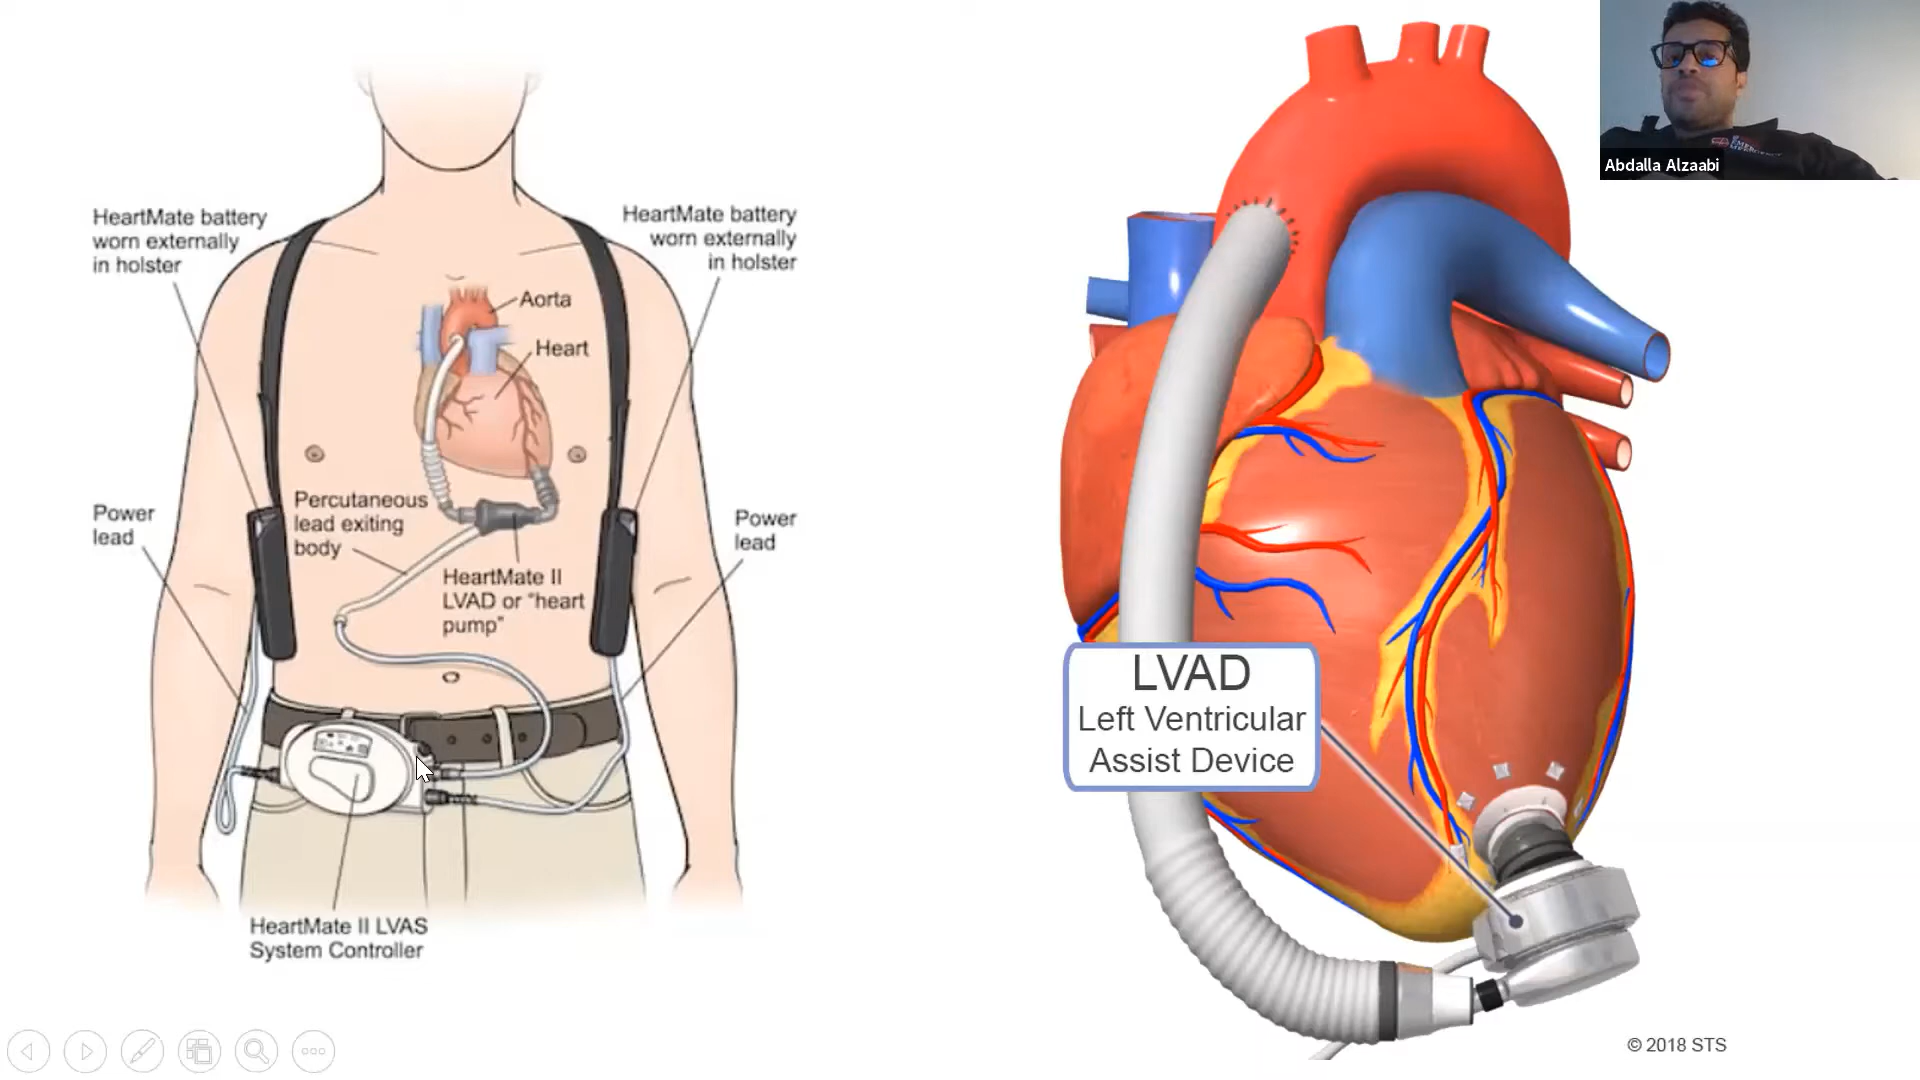 HeartMate battery
worn externally
in holster
HeartMate battery
worn externally
in holster
Aorta
Heart
Power
lead
Percutaneous
lead exiting
body
HeartMate II
LVAD or "heart
pump"
Power
lead
HeartMate II LVAS
System Controller
LVAD
Left Ventricular
Assist Device
© 2018 STS
Abdalla Alzaabi
EMERGENCY